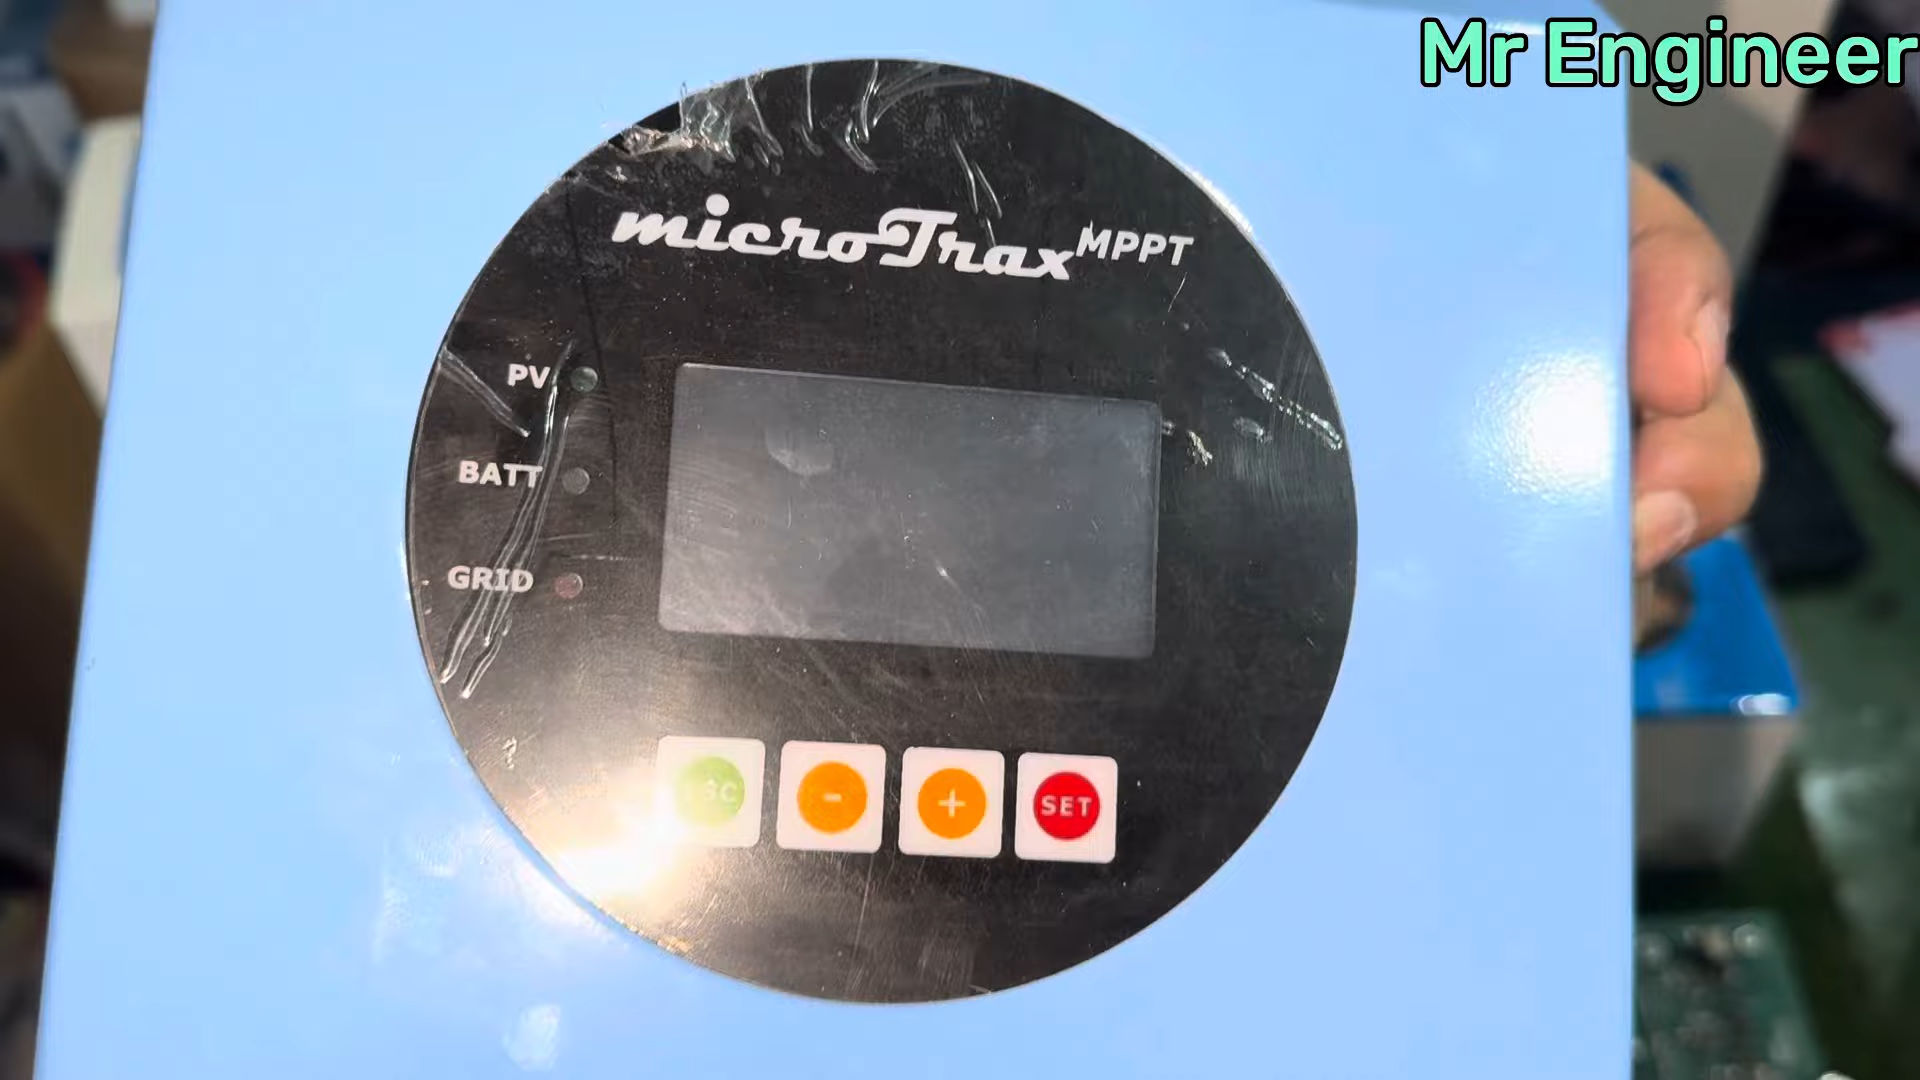 Mr Engineer
microTrax MPPT
PV
BATT
GRID
- + SET